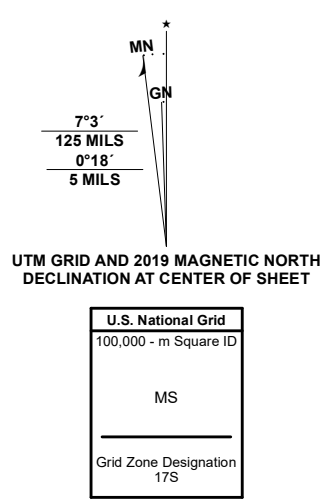 MN
GN
7°3´
125 MILS
0°18´
5 MILS
UTM GRID AND 2019 MAGNETIC NORTH
DECLINATION AT CENTER OF SHEET
U.S. National Grid
100,000 - m Square ID
MS
Grid Zone Designation
17S